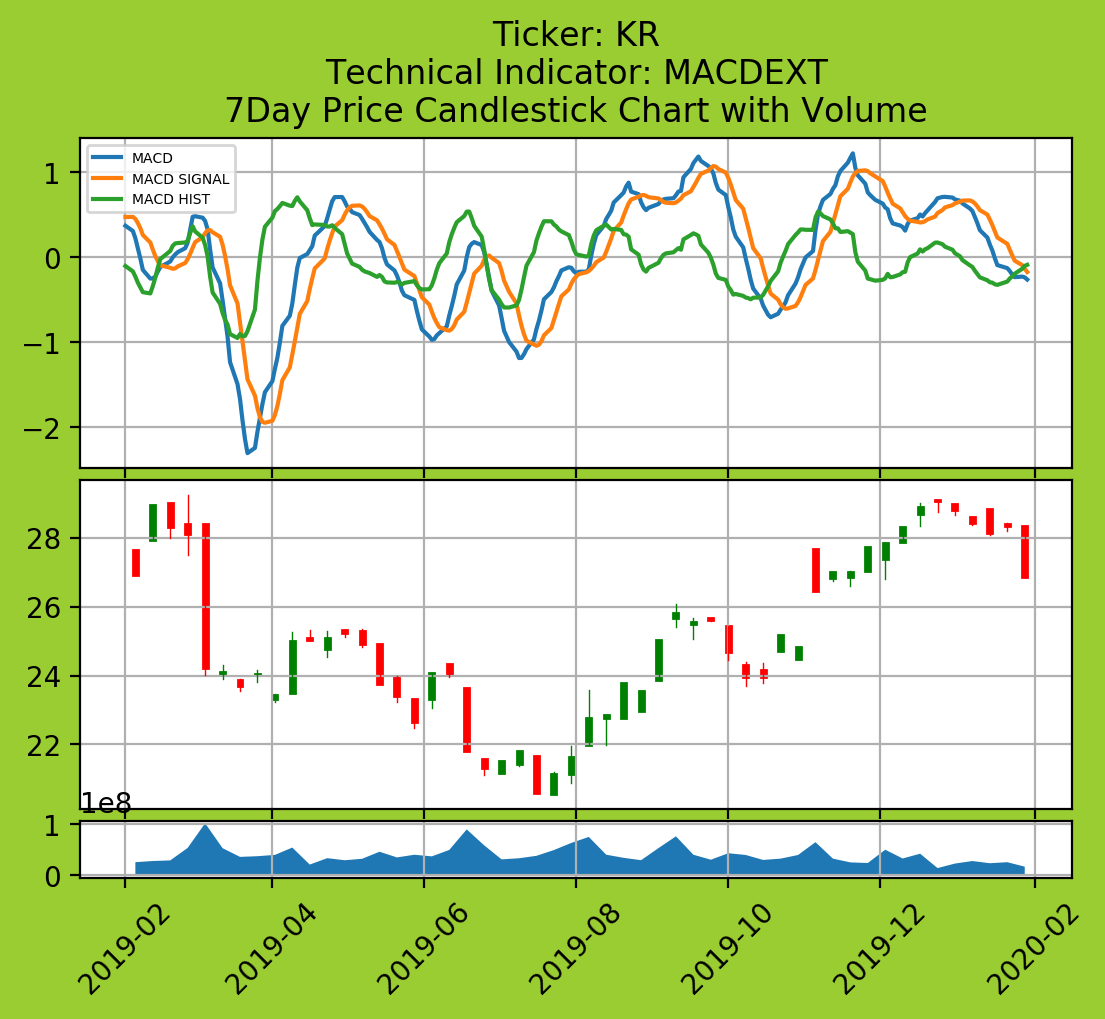 Ticker: KR
Technical Indicator: MACDEXT
7Day Price Candlestick Chart with Volume
MACD
MACD SIGNAL
MACD HIST
1
0
−1
−2
28
26
24
22
1e8
1
0
2019-02
2019-04
2019-06
2019-08
2019-10
2019-12
2020-02